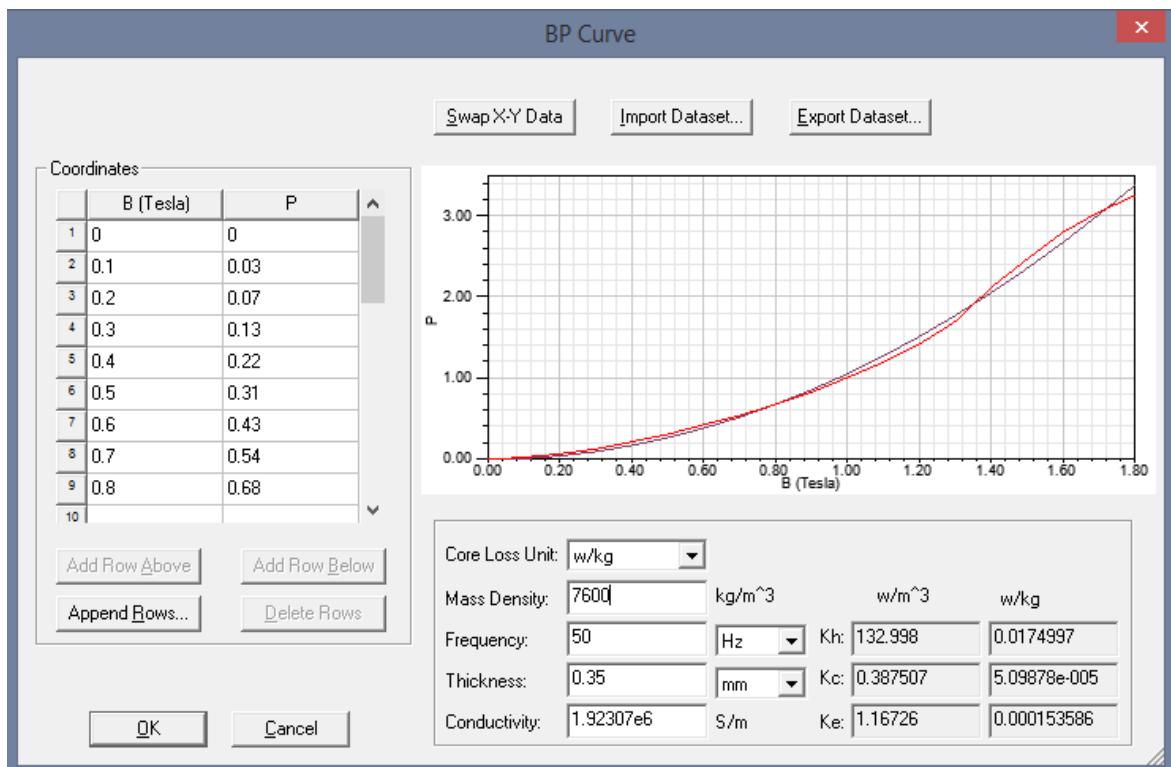 BP Curve
Swap X-Y Data Import Dataset... Export Dataset...
Coordinates
B (Tesla) P
1 0 0
2 0.1 0.03
3 0.2 0.07
4 0.3 0.13
5 0.4 0.22
6 0.5 0.31
7 0.6 0.43
8 0.7 0.54
9 0.8 0.68
10
Add Row Above Add Row Below
Append Rows... Delete Rows
OK Cancel
3.00
2.00
1.00
0.00
P
0.00 0.20 0.40 0.60 0.80 1.00 1.20 1.40 1.60 1.80
B (Tesla)
Core Loss Unit: w/kg
Mass Density: 7600 kg/m^3 w/m^3 w/kg
Frequency: 50 Hz Kh: 132.998 0.0174997
Thickness: 0.35 mm Kc: 0.387507 5.09878e-005
Conductivity: 1.92307e6 S/m Ke: 1.16726 0.000153586